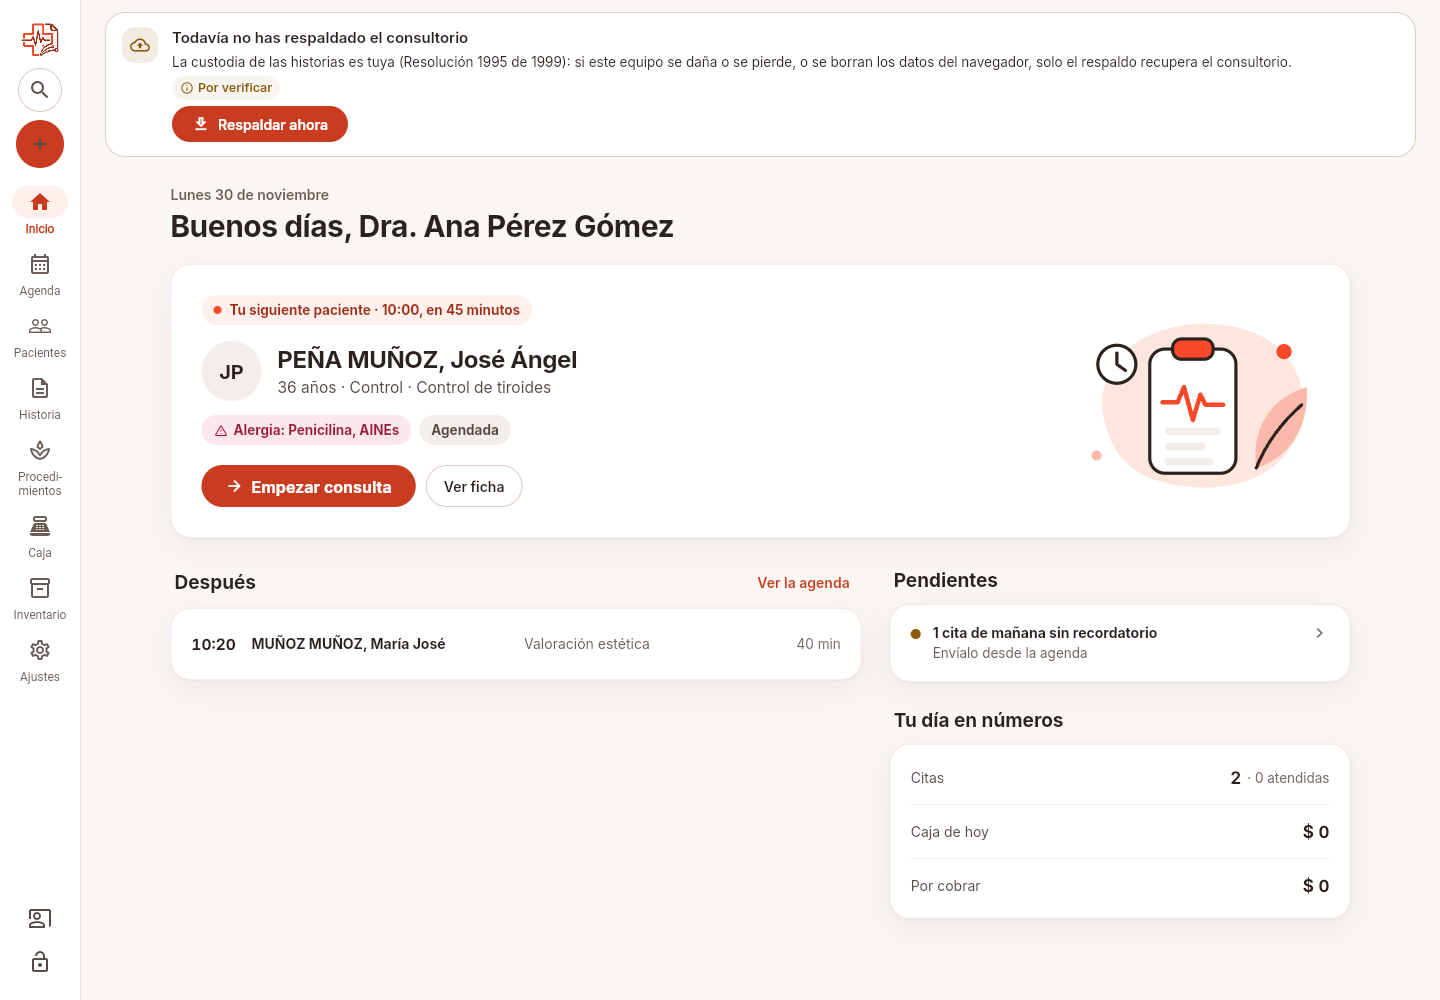 Todavía no has respaldado el consultorio
La custodia de las historias es tuya (Resolución 1995 de 1999): si este equipo se daña o se pierde, o se borran los datos del navegador, solo el respaldo recupera el consultorio.
Por verificar
Respaldar ahora
Inicio
Agenda
Pacientes
Historia
Procedi-
mientos
Caja
Inventario
Ajustes
Lunes 30 de noviembre
Buenos días, Dra. Ana Pérez Gómez
Tu siguiente paciente · 10:00, en 45 minutos
JP
PEÑA MUÑOZ, José Ángel
36 años · Control · Control de tiroides
Alergia: Penicilina, AINEs
Agendada
Empezar consulta
Ver ficha
Después
Ver la agenda
10:20 MUÑOZ MUÑOZ, María José Valoración estética 40 min
Pendientes
1 cita de mañana sin recordatorio
Envíalo desde la agenda
Tu día en números
Citas 2 · 0 atendidas
Caja de hoy $ 0
Por cobrar $ 0